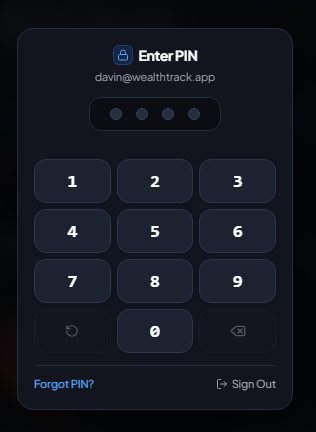 Enter PIN
davin@wealthtrack.app
1 2 3
4 5 6
7 8 9
0
Forgot PIN? Sign Out